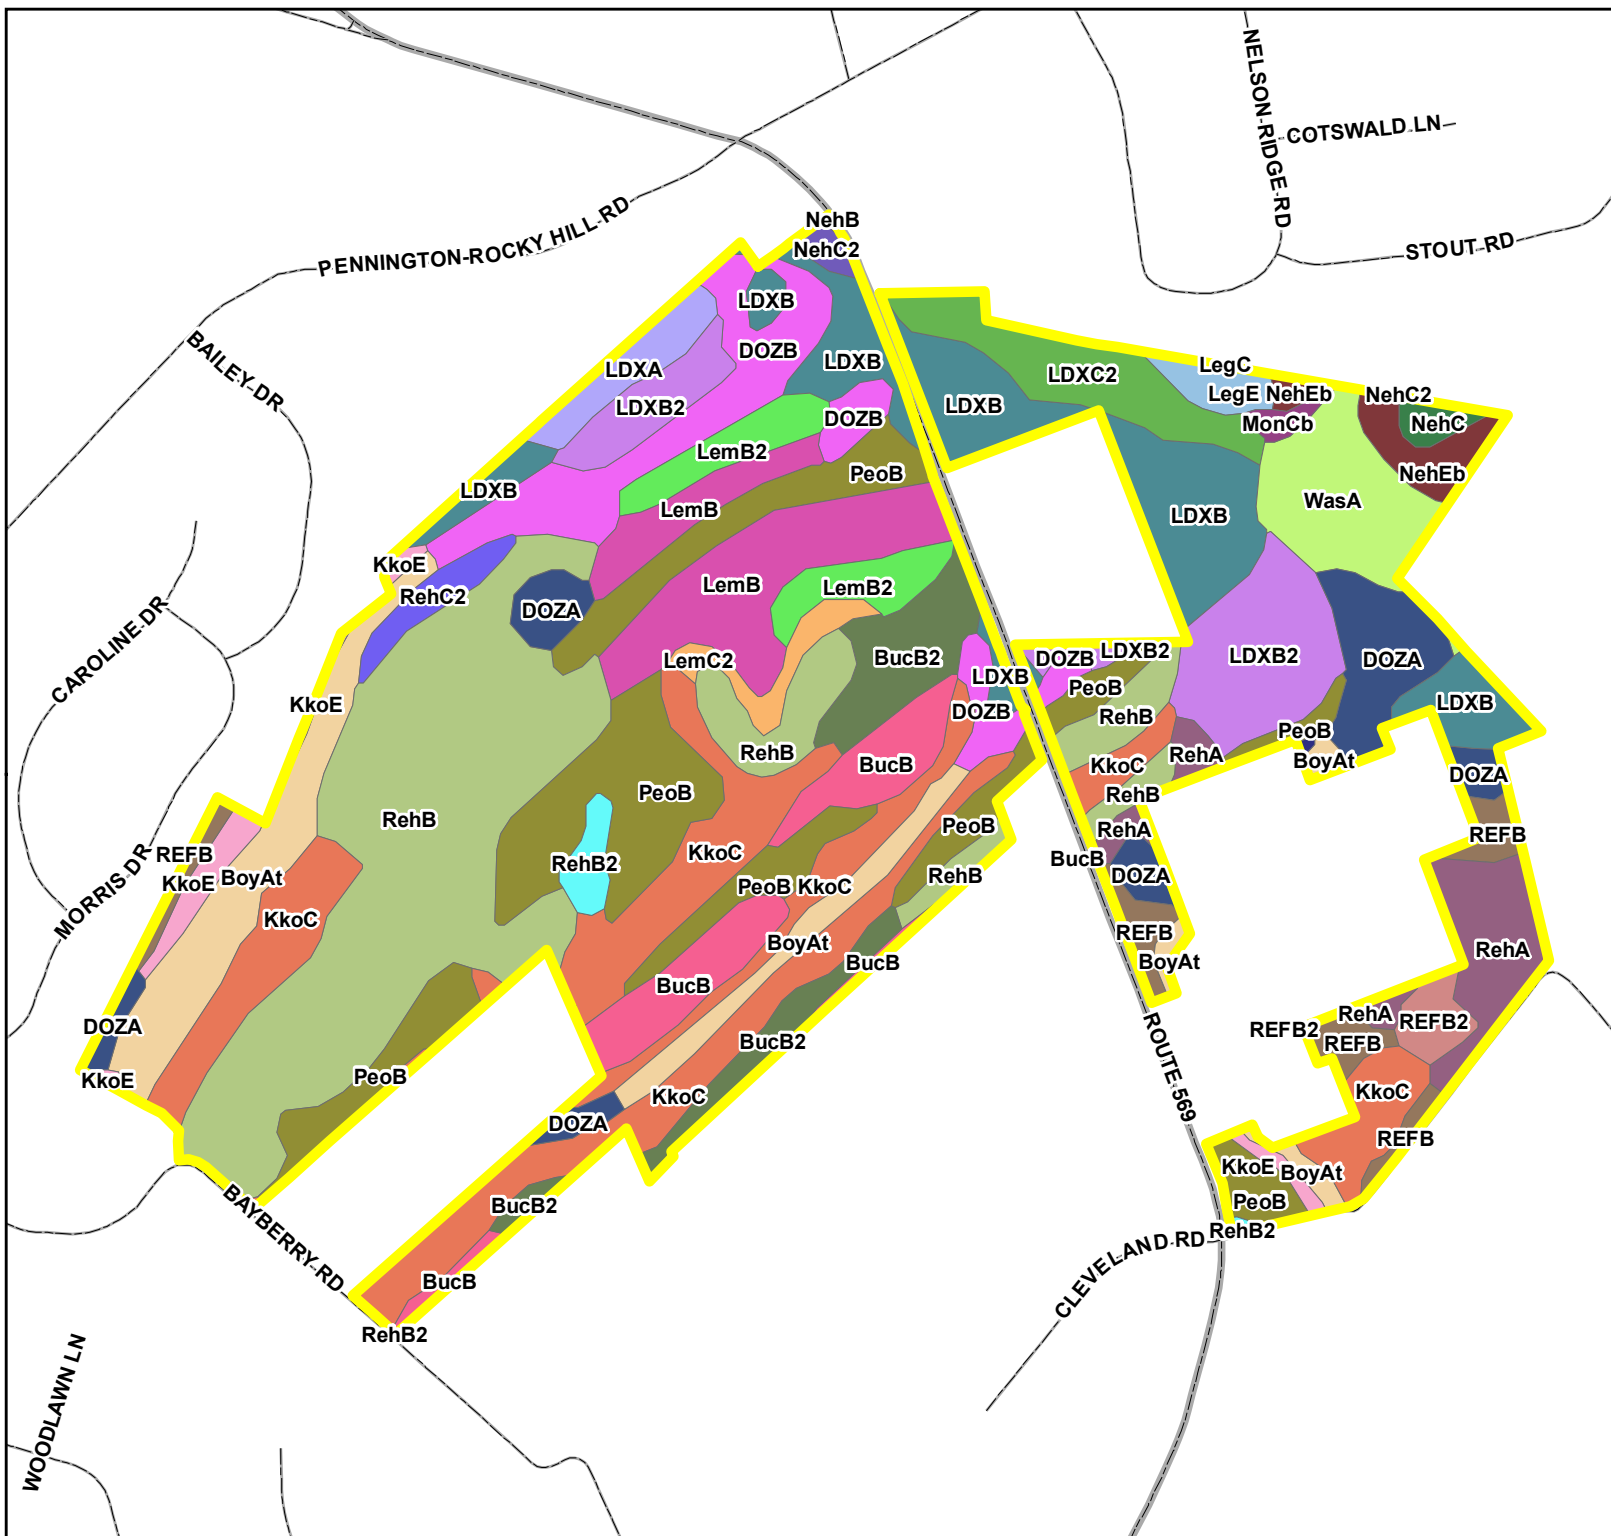 NELSON-RIDGE-RD
COTSWALD LN
PENNINGTON-ROCKY HILL-RD
STOUT RD
NehB
NehC2
LDXB
BAILEY-DR
DOZB
LDXB
LDXA
LDXB2
LDXC2
LegC
LegE
NehEb
NehC2
MonCb
NehC
LDXB
DOZB
LemB2
PeoB
NehEb
LDXB
LemB
WasA
LDXB
KkoE
RehC2
DOZA
LemB
LemB2
CAROLINE-DR
LemC2
BucB2
LDXB
DOZB
LDXB2
LDXB2
DOZA
PeoB
KkoE
DOZB
RehB
LDXB
RehB
PeoB
BoyAt
KkoC
RehA
BucB
DOZA
PeoB
RehB
RehB
RehB2
KkoC
PeoB
RehA
REFB
MORRIS-DR
REFB
KkoE
BoyAt
PeoB
KkoC
RehB
BucB
DOZA
KkoC
BoyAt
REFB
BucB
BoyAt
RehA
BucB
DOZA
BucB2
RehA
REFB2
REFB2
REFB
KkoE
PeoB
KkoC
DOZA
ROUTE-569
KkoC
REFB
KkoE
BoyAt
PeoB
BAYBERRY-RD
BucB2
RehB2
CLEVELAND-RD
BucB
RehB2
WOODLAWN LN